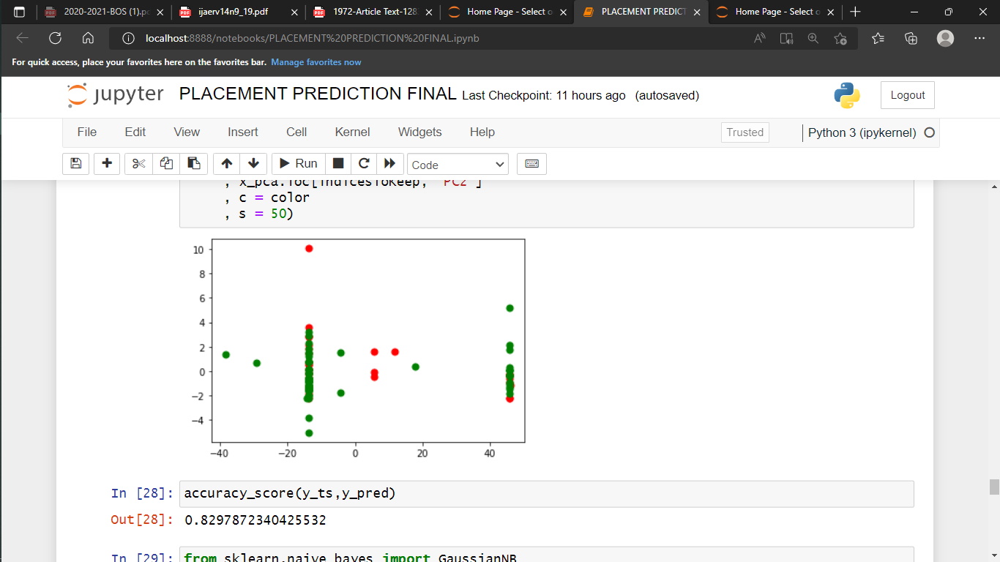 2020-2021-BOS (1).p
ijaerv14n9_19.pdf
1972-Article Text-128
Home Page - Select o
PLACEMENT PREDICT
Home Page - Select o
localhost:8888/notebooks/PLACEMENT%20PREDICTION%20FINAL.ipynb
For quick access, place your favorites here on the favorites bar. Manage favorites now
jupyter PLACEMENT PREDICTION FINAL Last Checkpoint: 11 hours ago (autosaved)
Logout
File Edit View Insert Cell Kernel Widgets Help
Trusted
Python 3 (ipykernel)
Run
Code
, x_pca.loc[indicesToKeep, 'PC2']
, c = color
, s = 50)
10
8
6
4
2
0
−2
−4
−40 −20 0 20 40
In [28]: accuracy_score(y_ts,y_pred)
Out[28]: 0.8297872340425532
In [29]: from sklearn.naive_bayes import GaussianNB